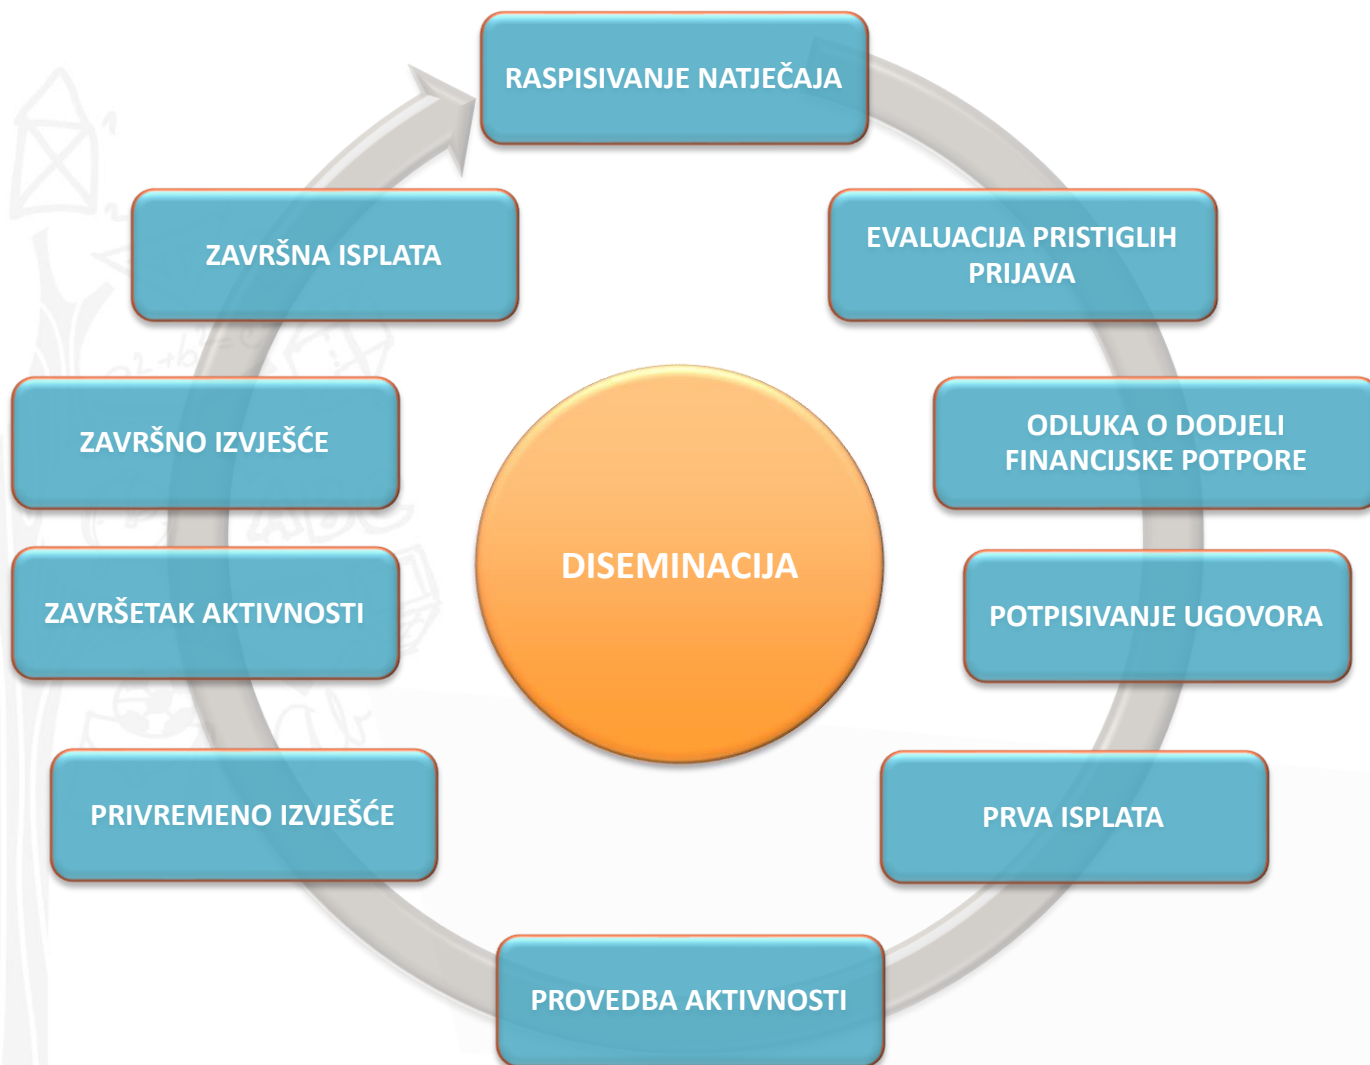 RASPISIVANJE NATJEČAJA
EVALUACIJA PRISTIGLIH
PRIJAVA
ODLUKA O DODJELI
FINANCIJSKE POTPORE
POTPISIVANJE UGOVORA
PRVA ISPLATA
PROVEDBA AKTIVNOSTI
PRIVREMENO IZVJEŠĆE
ZAVRŠETAK AKTIVNOSTI
ZAVRŠNO IZVJEŠĆE
ZAVRŠNA ISPLATA
DISEMINACIJA